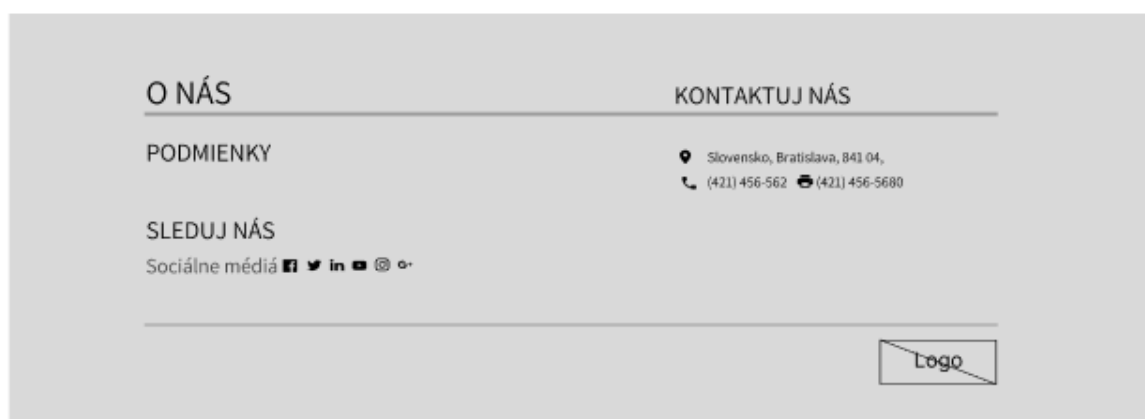 O NÁS
KONTAKTUJ NÁS
PODMIENKY
Slovensko, Bratislava, 841 04,
(421) 456-562 (421) 456-5680
SLEDUJ NÁS
Sociálne médiá
Logo